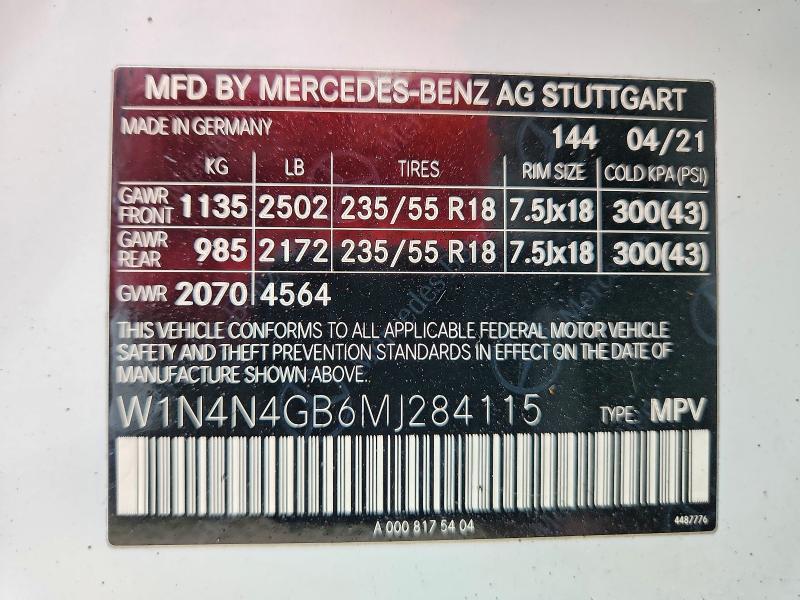 MFD BY MERCEDES-BENZ AG STUTTGART
MADE IN GERMANY 144 04/21
KG LB TIRES RIM SIZE COLD KPA (PSI)
GAWR FRONT 1135 2502 235/55 R18 7.5Jx18 300(43)
GAWR REAR 985 2172 235/55 R18 7.5Jx18 300(43)
GVWR 2070 4564
THIS VEHICLE CONFORMS TO ALL APPLICABLE FEDERAL MOTOR VEHICLE
SAFETY AND THEFT PREVENTION STANDARDS IN EFFECT ON THE DATE OF
MANUFACTURE SHOWN ABOVE.
W1N4N4GB6MJ284115 TYPE: MPV
A 000 817 54 04
4487776